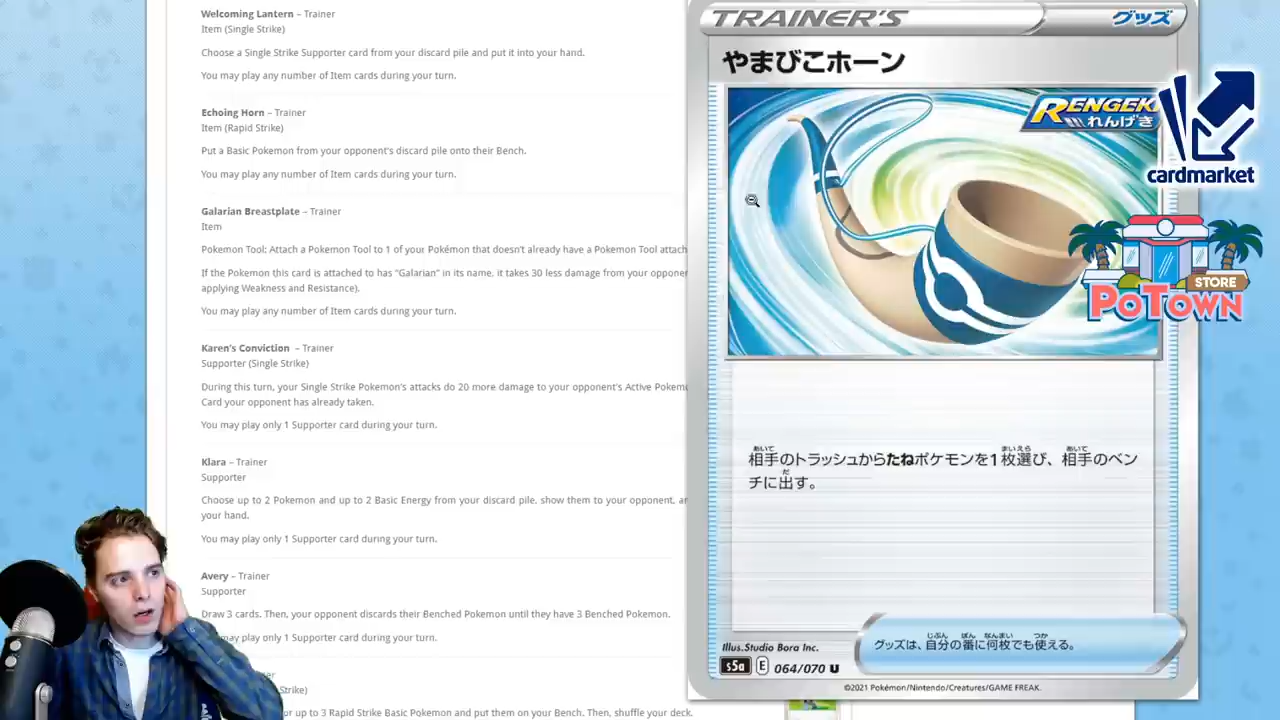 Welcoming Lantern – Trainer
Item (Single Strike)
Choose a Single Strike Supporter card from your discard pile and put it into your hand.
You may play any number of Item cards during your turn.
Echoing Horn – Trainer
Item (Rapid Strike)
Put a Basic Pokemon from your opponent's discard pile onto their Bench.
You may play any number of Item cards during your turn.
Galarian Breastplate – Trainer
Item
Pokemon Tool: Attach a Pokemon Tool to 1 of your Pokémon that doesn't already have a Pokemon Tool attach
If the Pokemon this card is attached to has "Galarian" in its name, it takes 30 less damage from your opponen
applying Weakness and Resistance).
You may play any number of Item cards during your turn.
Karen's Conviction – Trainer
Supporter (Single Strike)
During this turn, your Single Strike Pokemon's attacks do 20 more damage to your opponent's Active Pokem
Card your opponent has already taken.
You may play only 1 Supporter card during your turn.
Klara – Trainer
Supporter
Choose up to 2 Pokemon and up to 2 Basic Energy from your discard pile, show them to your opponent, a
your hand.
You may play only 1 Supporter card during your turn.
Avery – Trainer
Supporter
Draw 3 cards. Then, your opponent discards their Benched Pokemon until they have 3 Benched Pokemon.
may play only 1 Supporter card during your turn.
Strike)
or up to 3 Rapid Strike Basic Pokemon and put them on your Bench. Then, shuffle your deck.
TRAINER'S
グッズ
やまびこホーン
RENGEKI
れんげき
相手のトラッシュからたねポケモンを1枚選び、相手のベン
チに出す。
グッズは、自分の番に何枚でも使える。
Illus.Studio Bora Inc.
s5a E 064/070 U
©2021 Pokémon/Nintendo/Creatures/GAME FREAK.
cardmarket
STORE
POTOWN